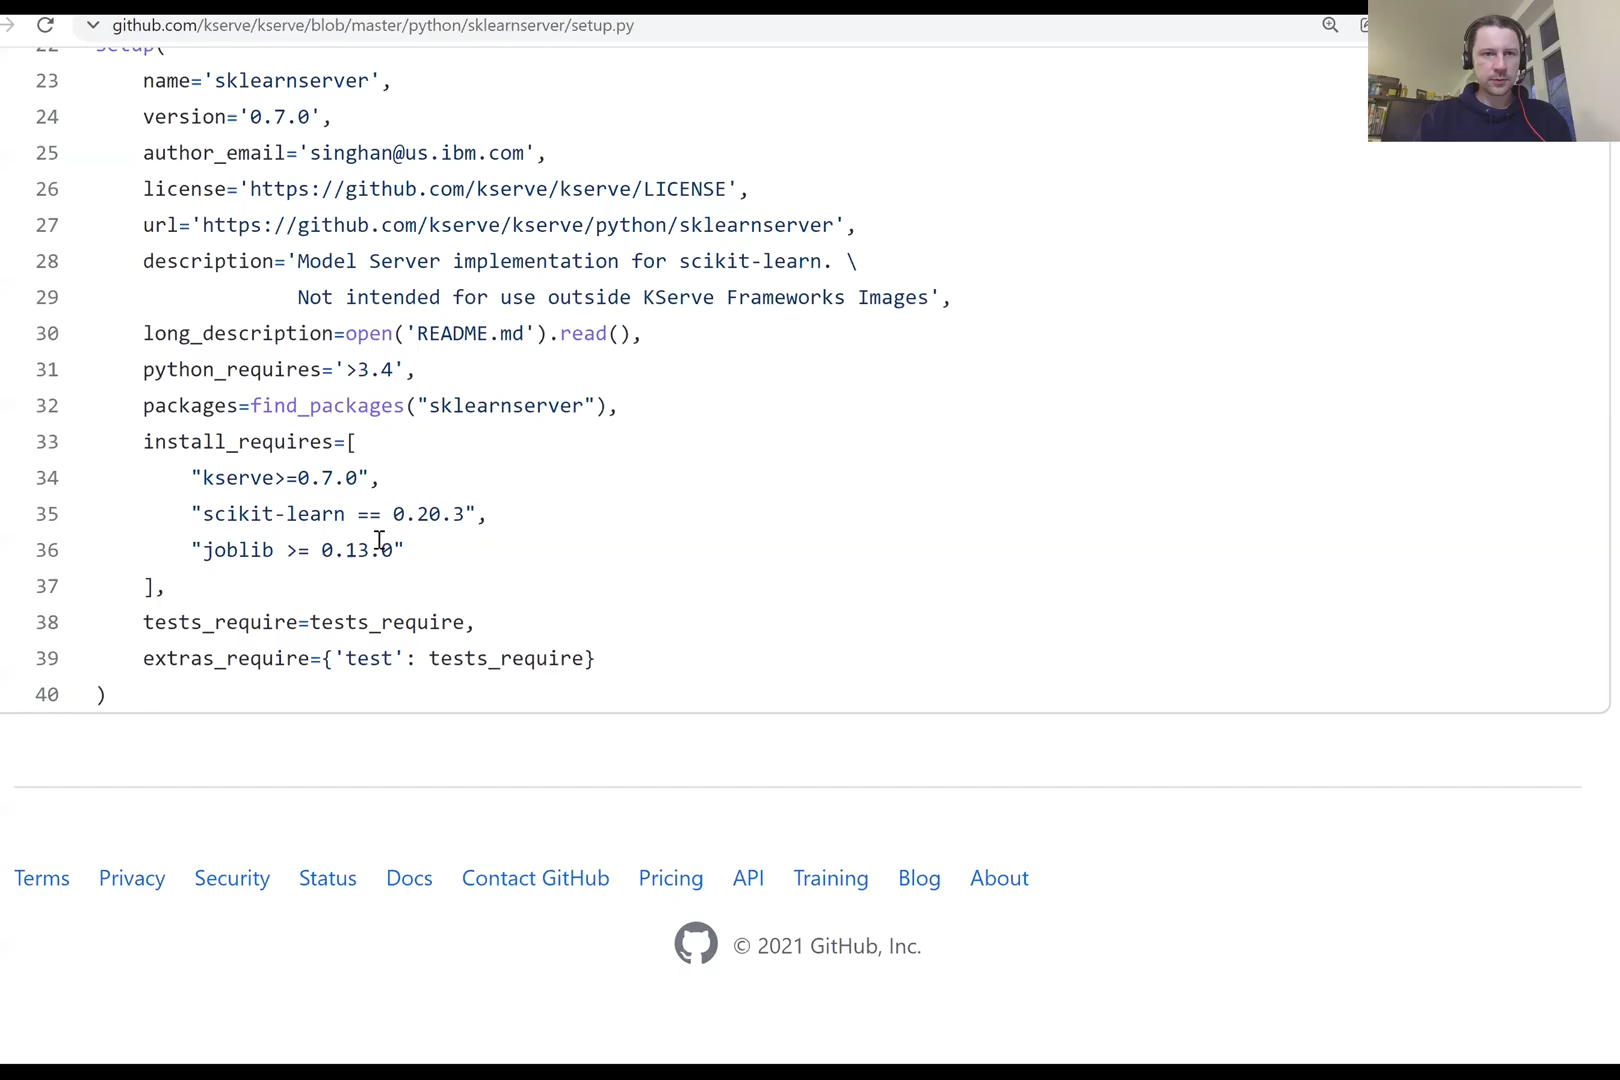 github.com/kserve/kserve/blob/master/python/sklearnserver/setup.py
22 setup(
23 name='sklearnserver',
24 version='0.7.0',
25 author_email='singhan@us.ibm.com',
26 license='https://github.com/kserve/kserve/LICENSE',
27 url='https://github.com/kserve/kserve/python/sklearnserver',
28 description='Model Server implementation for scikit-learn. \
29 Not intended for use outside KServe Frameworks Images',
30 long_description=open('README.md').read(),
31 python_requires='>3.4',
32 packages=find_packages("sklearnserver"),
33 install_requires=[
34 "kserve>=0.7.0",
35 "scikit-learn == 0.20.3",
36 "joblib >= 0.13.0"
37 ],
38 tests_require=tests_require,
39 extras_require={'test': tests_require}
40 )
Terms Privacy Security Status Docs Contact GitHub Pricing API Training Blog About
© 2021 GitHub, Inc.